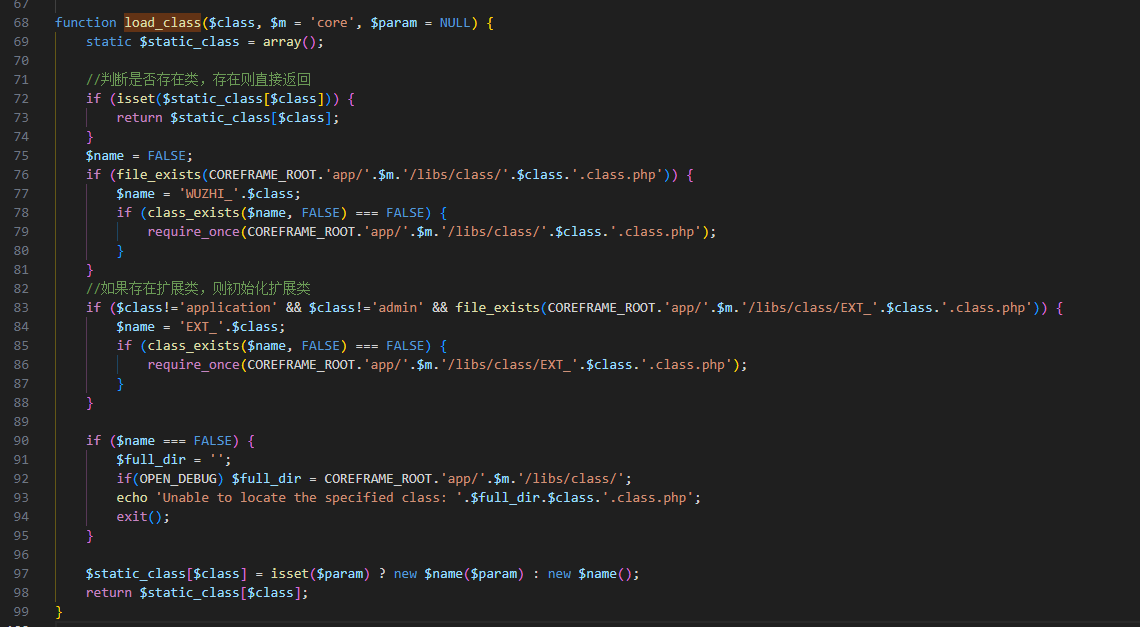 67
68 function load_class($class, $m = 'core', $param = NULL) {
69     static $static_class = array();
70
71     //判断是否存在类，存在则直接返回
72     if (isset($static_class[$class])) {
73         return $static_class[$class];
74     }
75     $name = FALSE;
76     if (file_exists(COREFRAME_ROOT.'app/'.$m.'/libs/class/'.$class.'.class.php')) {
77         $name = 'WUZHI_'.$class;
78         if (class_exists($name, FALSE) === FALSE) {
79             require_once(COREFRAME_ROOT.'app/'.$m.'/libs/class/'.$class.'.class.php');
80         }
81     }
82     //如果存在扩展类，则初始化扩展类
83     if ($class!='application' && $class!='admin' && file_exists(COREFRAME_ROOT.'app/'.$m.'/libs/class/EXT_'.$class.'.class.php')) {
84         $name = 'EXT_'.$class;
85         if (class_exists($name, FALSE) === FALSE) {
86             require_once(COREFRAME_ROOT.'app/'.$m.'/libs/class/EXT_'.$class.'.class.php');
87         }
88     }
89
90     if ($name === FALSE) {
91         $full_dir = '';
92         if(OPEN_DEBUG) $full_dir = COREFRAME_ROOT.'app/'.$m.'/libs/class/';
93         echo 'Unable to locate the specified class: '.$full_dir.$class.'.class.php';
94         exit();
95     }
96
97     $static_class[$class] = isset($param) ? new $name($param) : new $name();
98     return $static_class[$class];
99 }